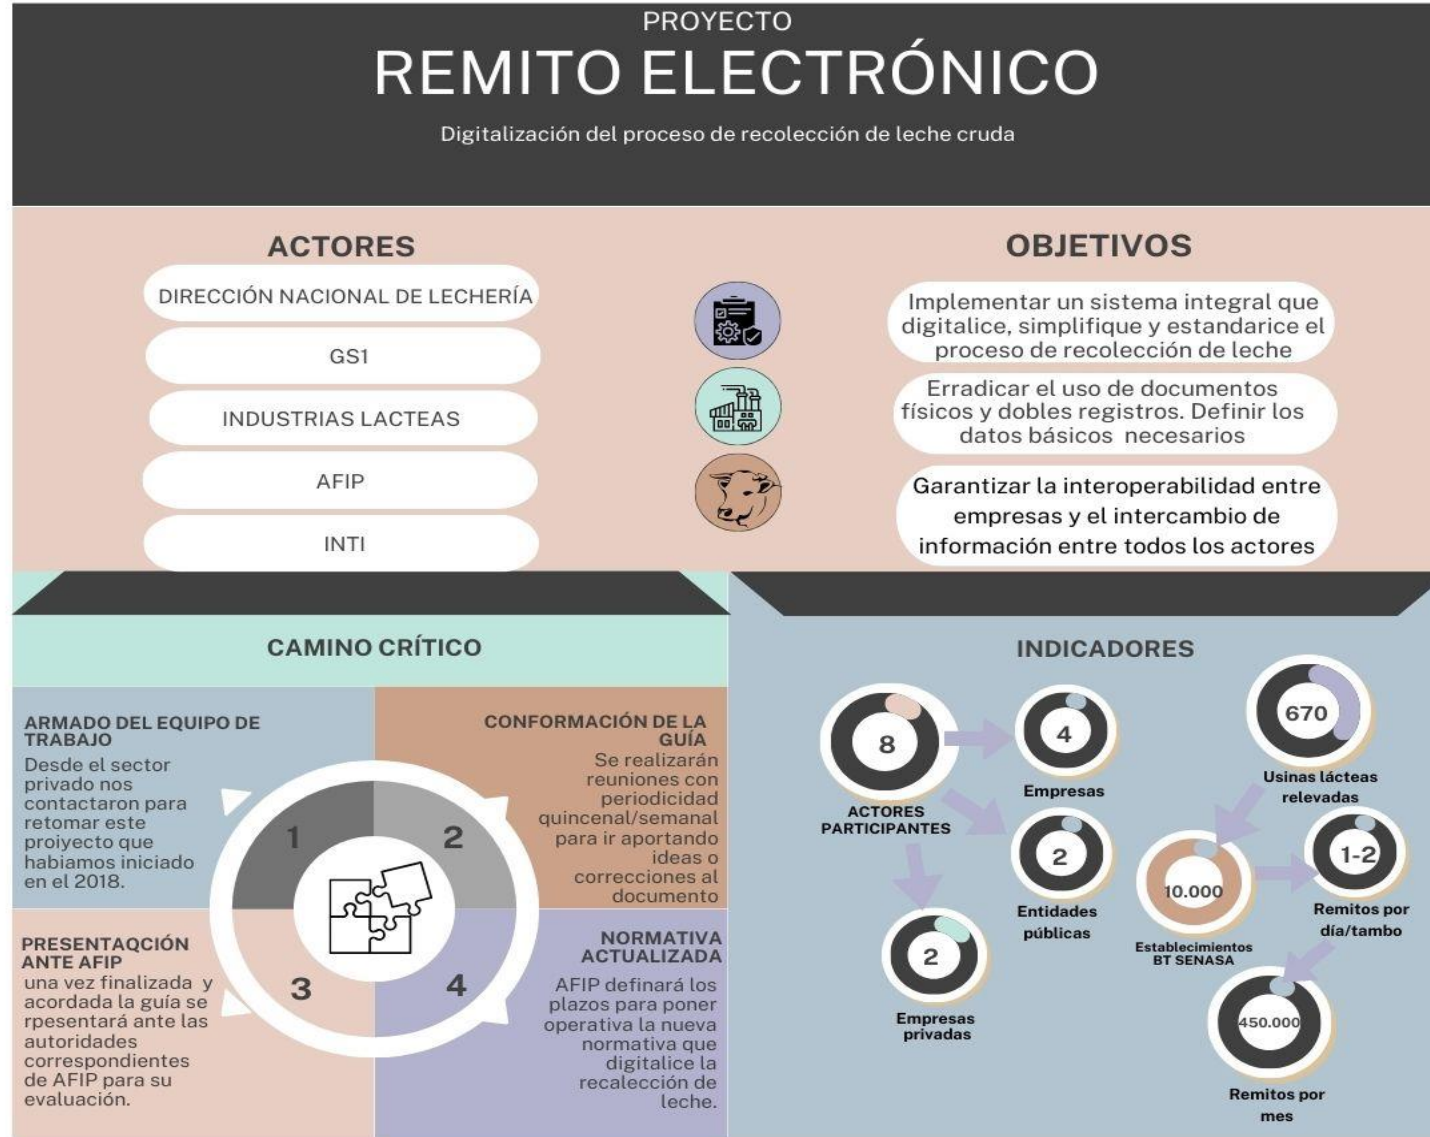 PROYECTO
REMITO ELECTRÓNICO
Digitalización del proceso de recolección de leche cruda
ACTORES
DIRECCIÓN NACIONAL DE LECHERÍA
GS1
INDUSTRIAS LACTEAS
AFIP
INTI
OBJETIVOS
Implementar un sistema integral que
digitalice, simplifique y estandarice el
proceso de recolección de leche
Erradicar el uso de documentos
físicos y dobles registros. Definir los
datos básicos necesarios
Garantizar la interoperabilidad entre
empresas y el intercambio de
información entre todos los actores
CAMINO CRÍTICO
ARMADO DEL EQUIPO DE
TRABAJO
Desde el sector
privado nos
contactaron para
retomar este
proiyecto que
habiamos iniciado
en el 2018.
1
CONFORMACIÓN DE LA
GUÍA
Se realizarán
reuniones con
periodicidad
quincenal/semanal
para ir aportando
ideas o
correcciones al
documento
2
PRESENTAQCIÓN
ANTE AFIP
una vez finalizada y
acordada la guía se
rpesentará ante las
autoridades
correspondientes
de AFIP para su
evaluación.
3
NORMATIVA
ACTUALIZADA
AFIP definará los
plazos para poner
operativa la nueva
normativa que
digitalice la
recalección de
leche.
4
INDICADORES
8
ACTORES
PARTICIPANTES
4
Empresas
2
Entidades
públicas
2
Empresas
privadas
670
Usinas lácteas
relevadas
10.000
Establecimientos
BT SENASA
1-2
Remitos por
día/tambo
450.000
Remitos por
mes